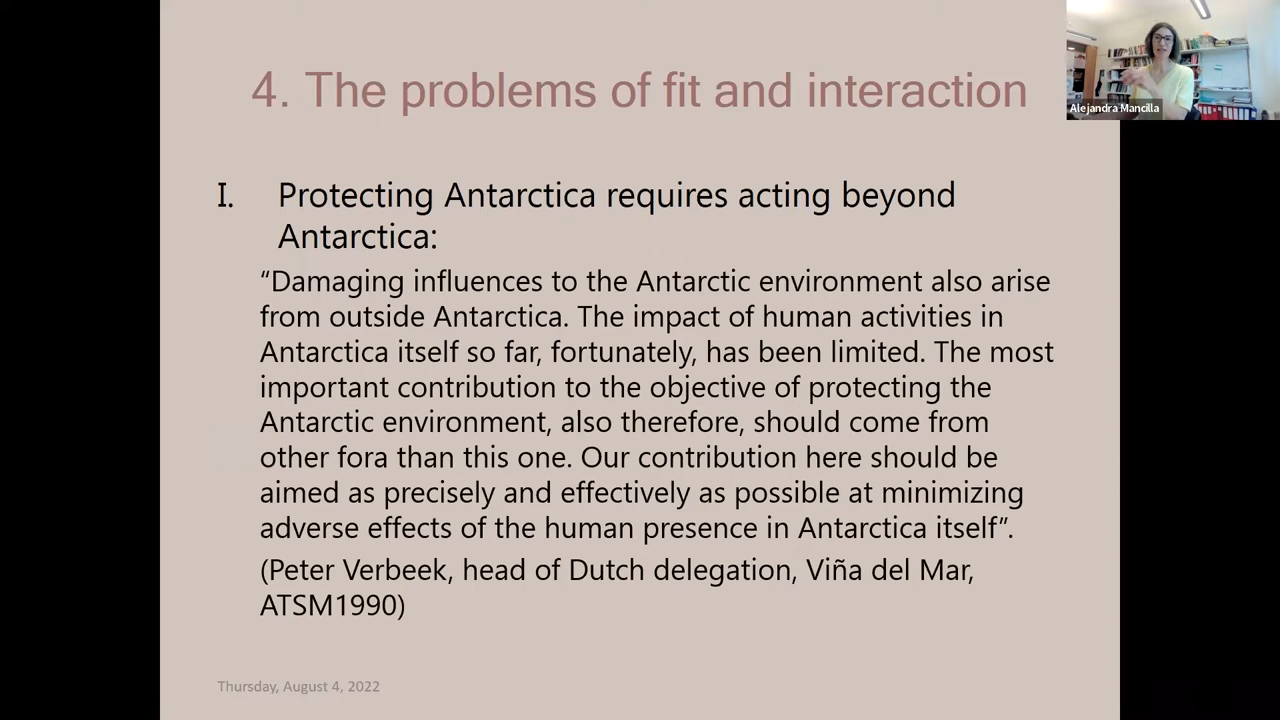 4. The problems of fit and interaction
Alejandra Mancilla
I. Protecting Antarctica requires acting beyond
Antarctica:
“Damaging influences to the Antarctic environment also arise
from outside Antarctica. The impact of human activities in
Antarctica itself so far, fortunately, has been limited. The most
important contribution to the objective of protecting the
Antarctic environment, also therefore, should come from
other fora than this one. Our contribution here should be
aimed as precisely and effectively as possible at minimizing
adverse effects of the human presence in Antarctica itself”.
(Peter Verbeek, head of Dutch delegation, Viña del Mar,
ATSM1990)
Thursday, August 4, 2022